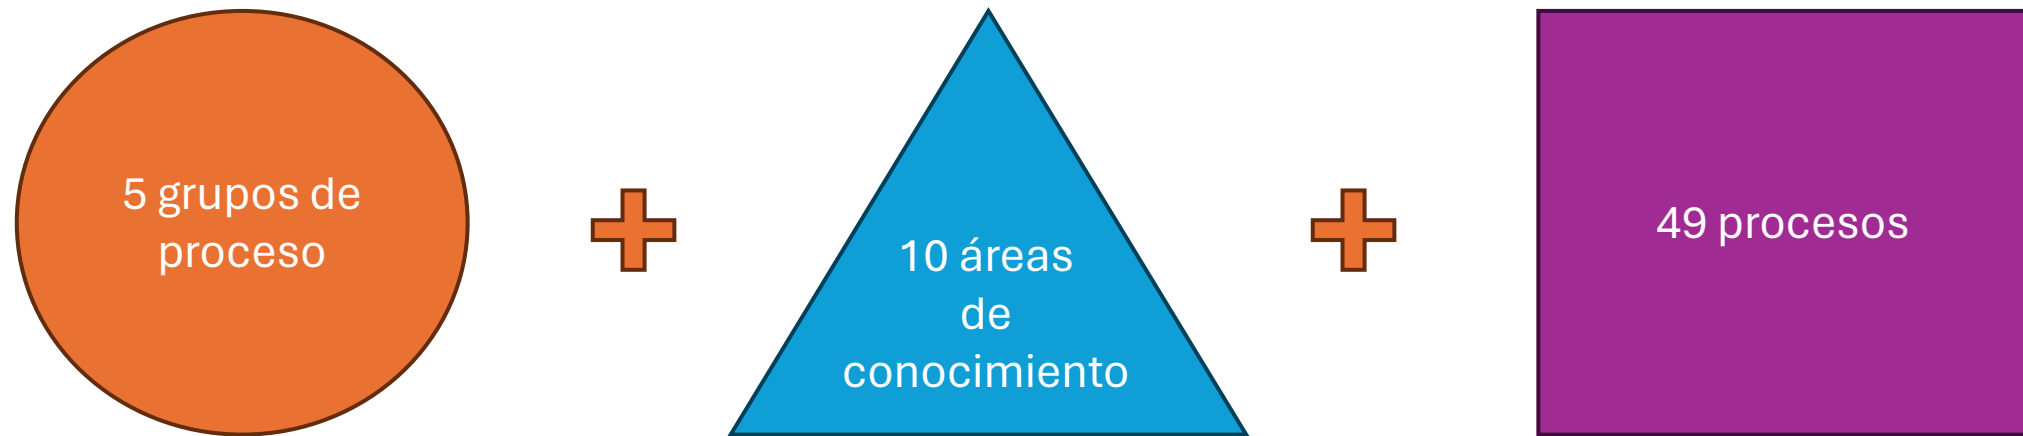 5 grupos de
proceso
10 áreas
de
conocimiento
49 procesos